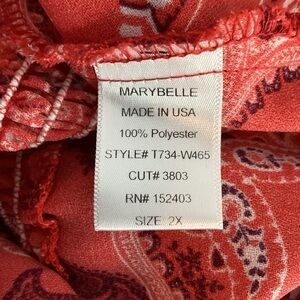 MARYBELLE
MADE IN USA
100% Polyester
STYLE# T734-W465
CUT# 3803
RN# 152403
SIZE 2X